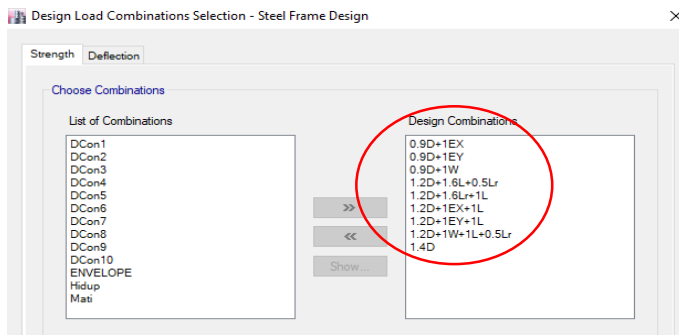 Design Load Combinations Selection - Steel Frame Design
Strength Deflection
Choose Combinations
List of Combinations
DCon1
DCon2
DCon3
DCon4
DCon5
DCon6
DCon7
DCon8
DCon9
DCon10
ENVELOPE
Hidup
Mati
>>
<<
Show...
Design Combinations
0.9D+1EX
0.9D+1EY
0.9D+1W
1.2D+1.6L+0.5Lr
1.2D+1.6Lr+1L
1.2D+1EX+1L
1.2D+1EY+1L
1.2D+1W+1L+0.5Lr
1.4D